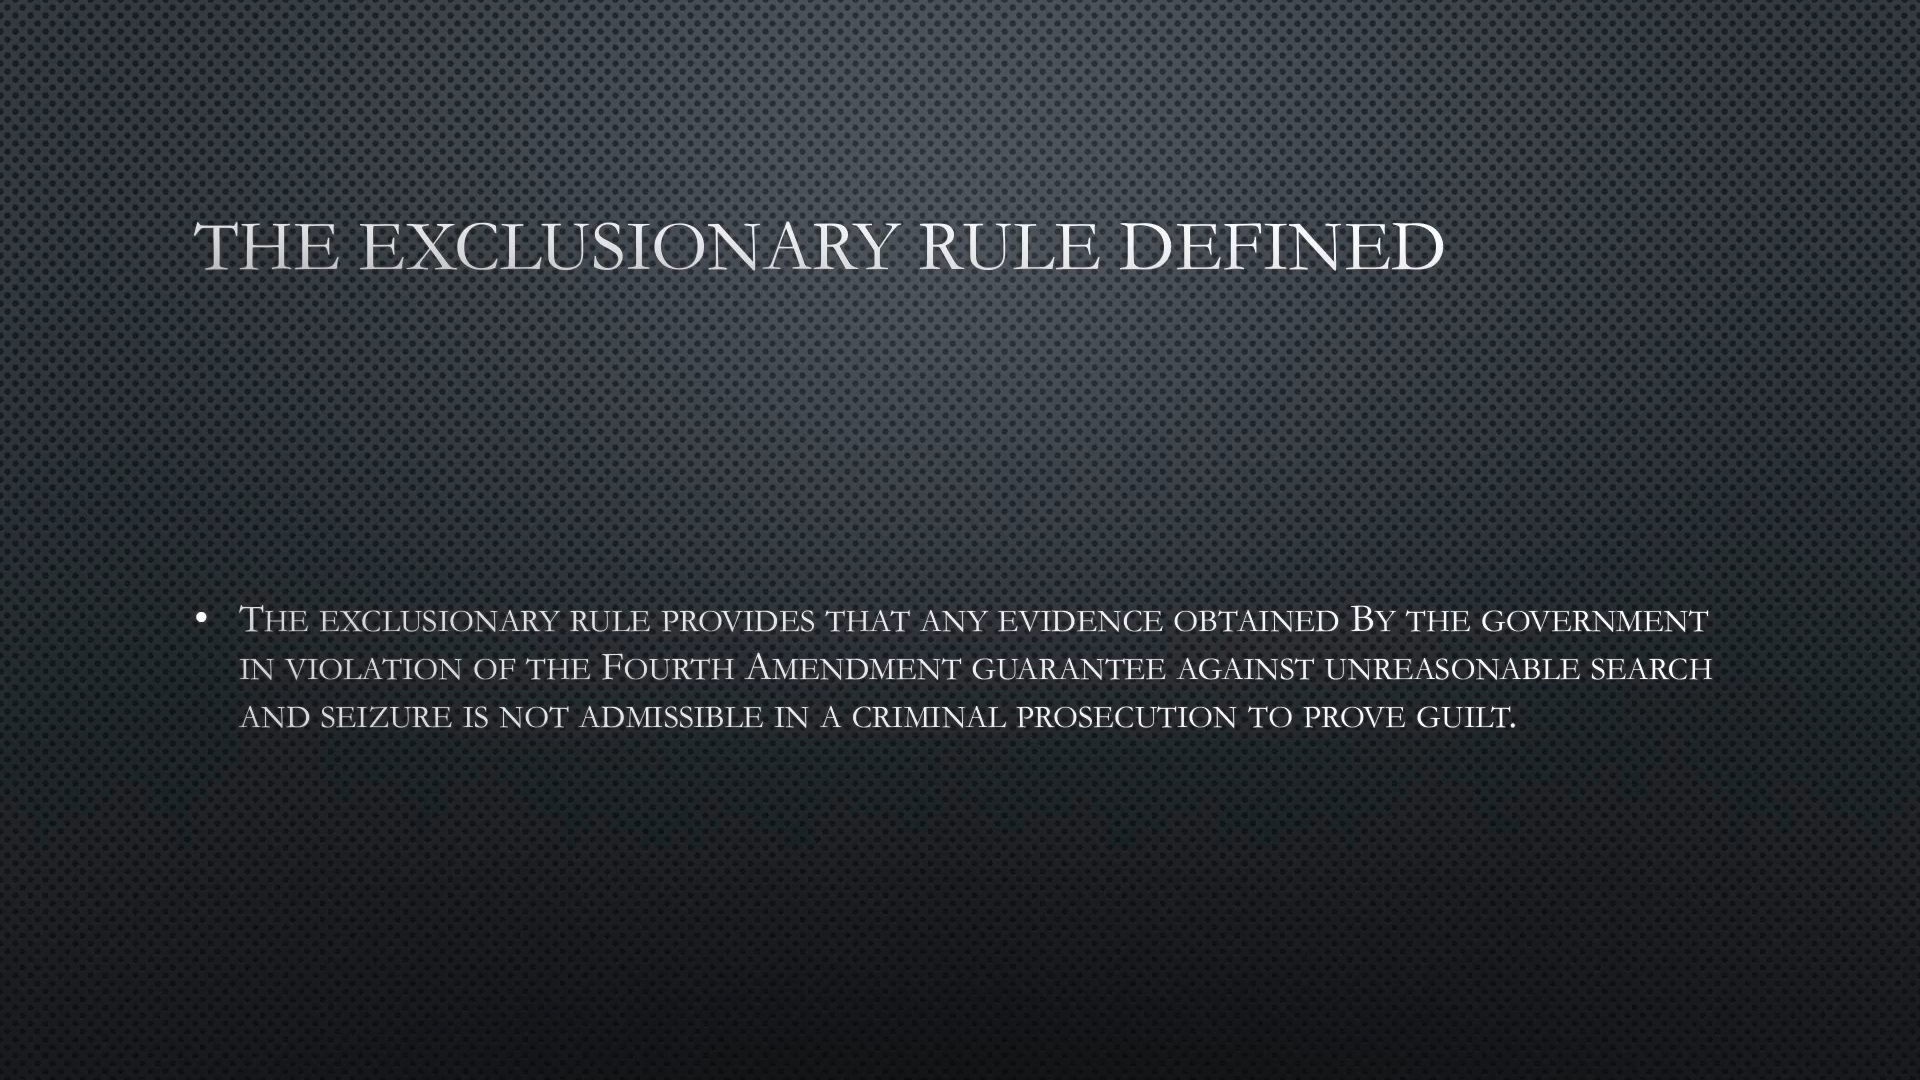 THE EXCLUSIONARY RULE DEFINED
• The exclusionary rule provides that any evidence obtained By the government
in violation of the Fourth Amendment guarantee against unreasonable search
and seizure is not admissible in a criminal prosecution to prove guilt.